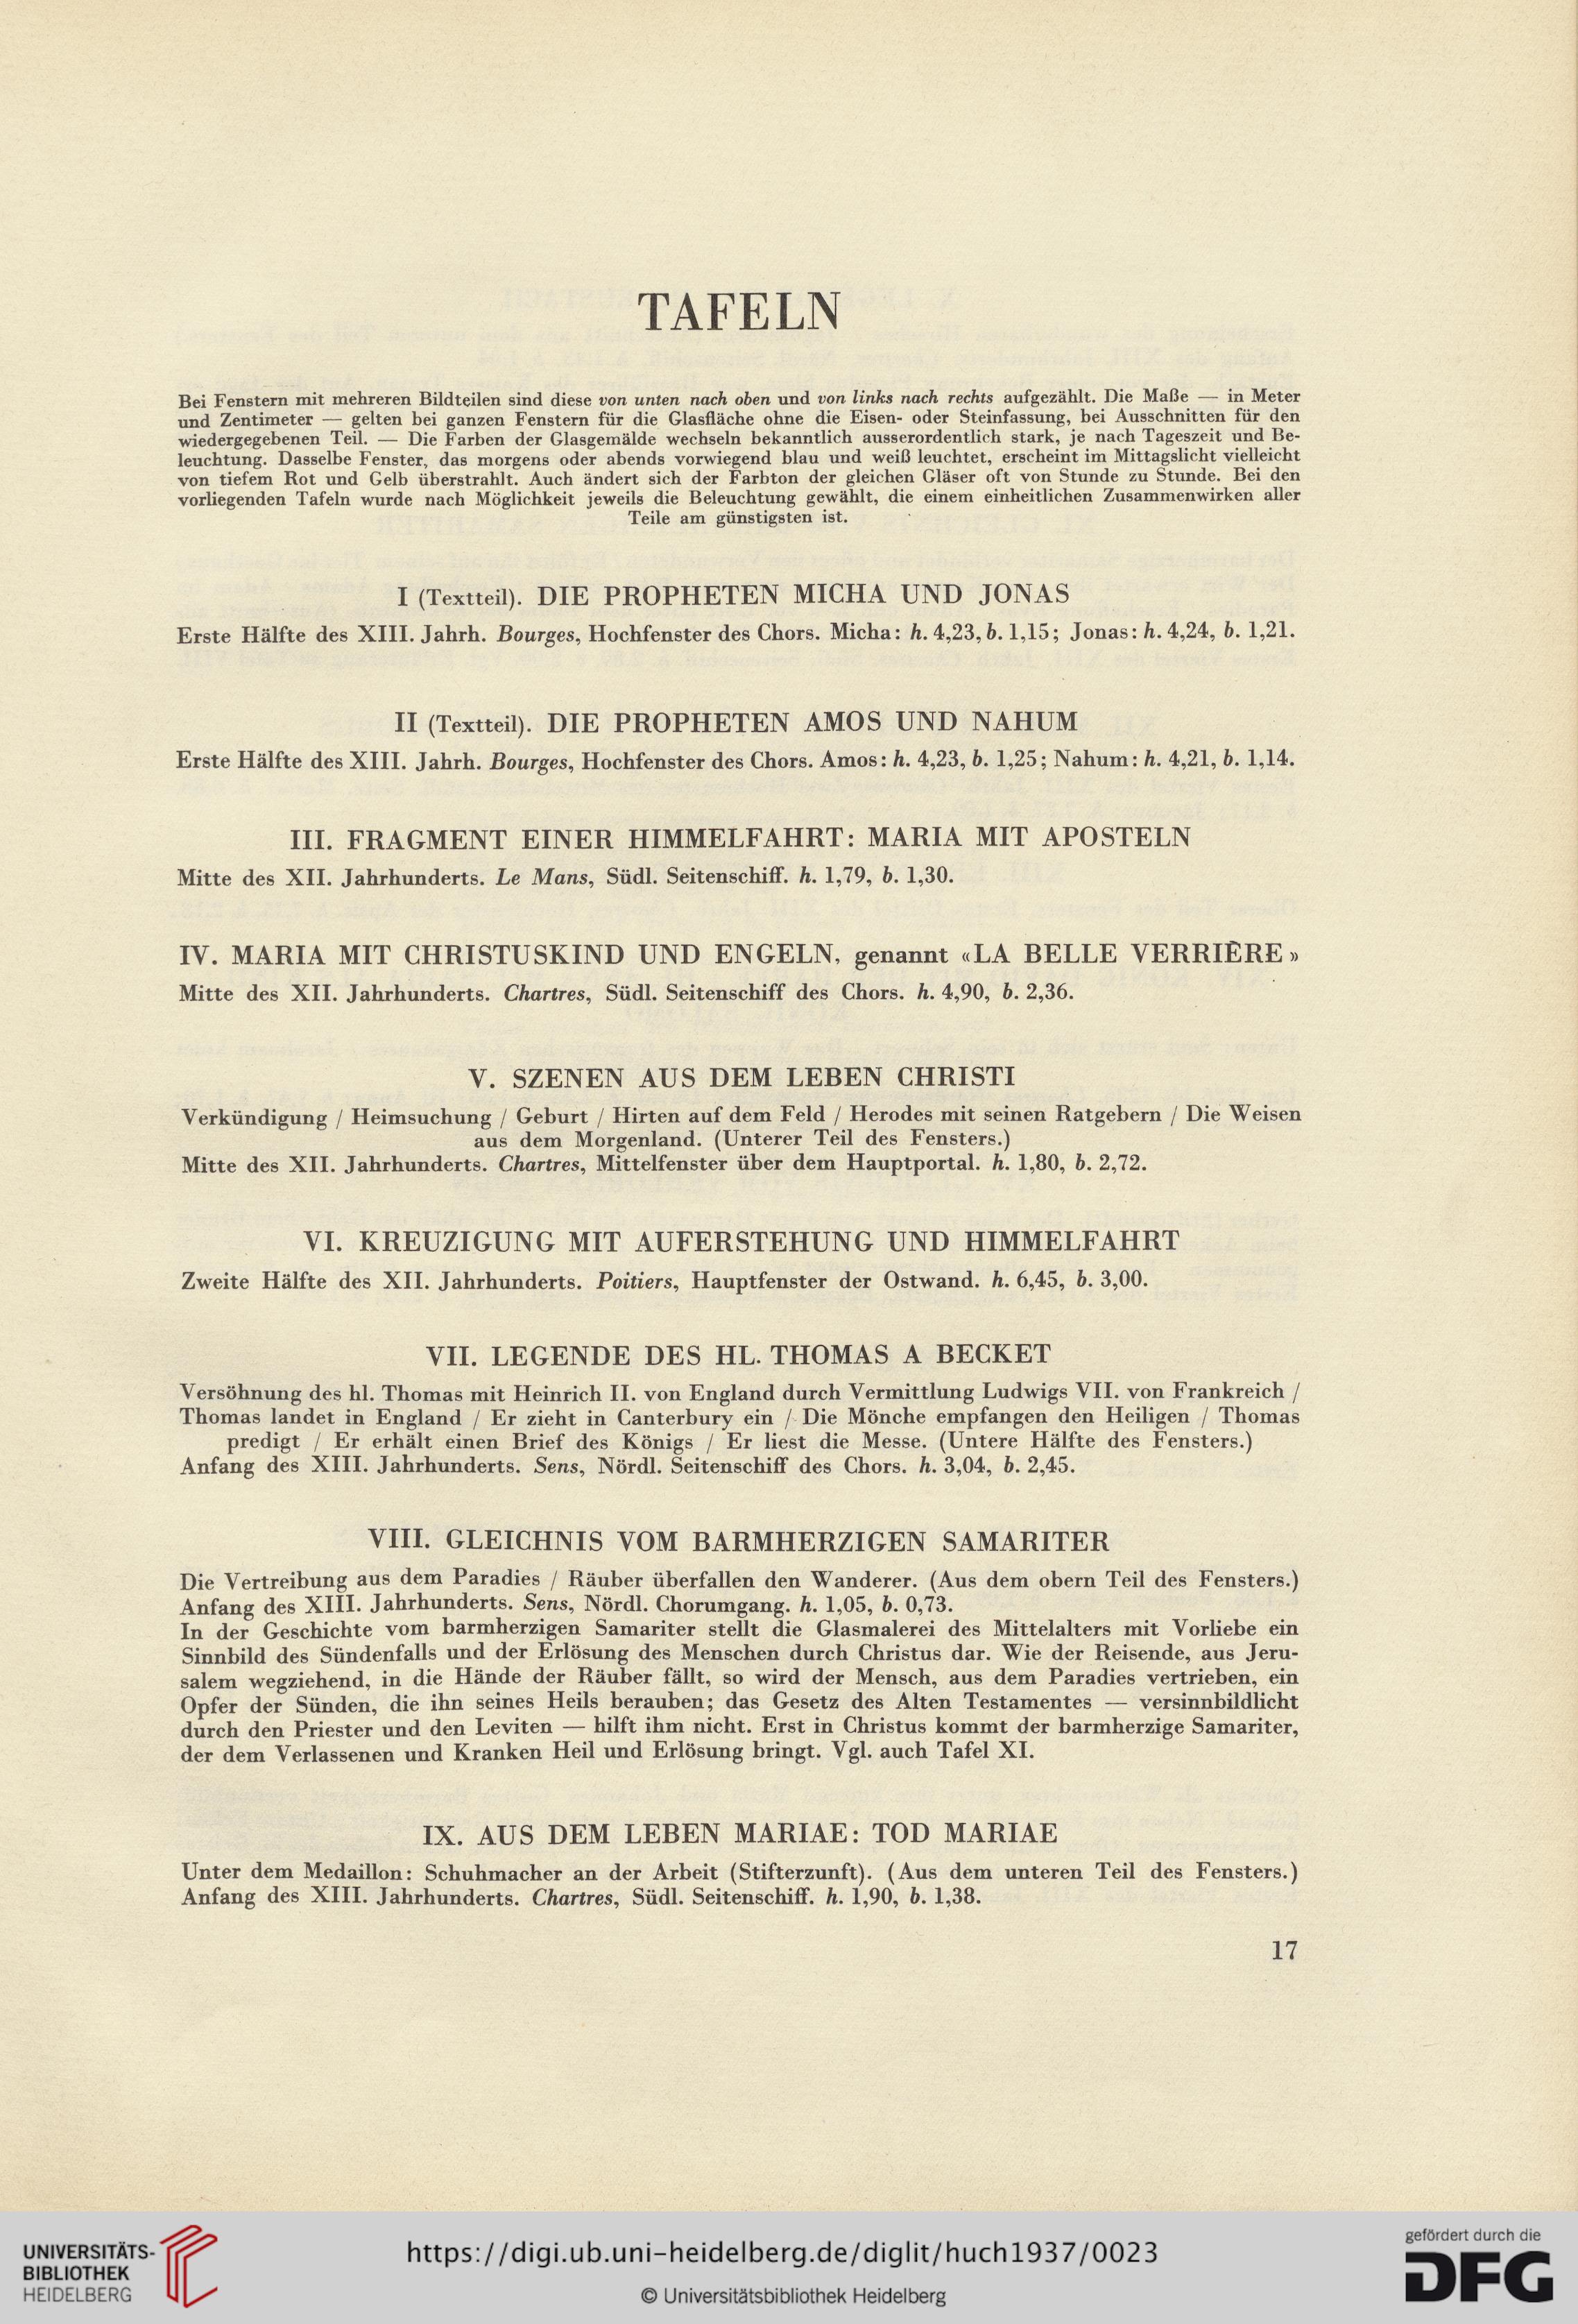 TAFELN
Bei Fenstern mit mehreren Bildteilen sind diese von unten nach oben und von links nach rechts aufgezählt. Die Maße — in Meter
und Zentimeter — gelten bei ganzen Fenstern für die Glasfläche ohne die Eisen- oder Steinfassung, bei Ausschnitten für den
wiedergegebenen Teil. — Die Farben der Glasgemälde wechseln bekanntlich ausserordentlich stark, je nach Tageszeit und Be-
leuchtung. Dasselbe Fenster, das morgens oder abends vorwiegend blau und weiß leuchtet, erscheint im Mittagslicht vielleicht
von tiefem Rot und Gelb überstrahlt. Auch ändert sich der Farbton der gleichen Gläser oft von Stunde zu Stunde. Bei den
vorliegenden Tafeln wurde nach Möglichkeit jeweils die Beleuchtung gewählt, die einem einheitlichen Zusammenwirken aller
Teile am günstigsten ist.
I (Textteil). DIE PROPHETEN MICHA UND JONAS
Erste Hälfte des XIII. Jahrh. Bourges, Hochfenster des Chors. Micha: h. 4,23, b. 1,15; Jonas: h. 4,24, b. 1,21.
II (Textteil). DIE PROPHETEN AMOS UND NAHUM
Erste Hälfte des XIII. Jahrh. Bourges, Hochfenster des Chors. Amos: h. 4,23, b. 1,25; Nahum: h. 4,21, b. 1,14.
III. FRAGMENT EINER HIMMELFAHRT: MARIA MIT APOSTELN
Mitte des XII. Jahrhunderts. Le Mans, Südl. Seitenschiff. h. 1,79, b. 1,30.
IV. MARIA MIT CHRISTUSKIND UND ENGELN, genannt «LA BELLE VERRIÈRE»
Mitte des XII. Jahrhunderts. Chartres, Südl. Seitenschiff des Chors. h. 4,90, b. 2,36.
V. SZENEN AUS DEM LEBEN CHRISTI
Verkündigung / Heimsuchung / Geburt / Hirten auf dem Feld / Herodes mit seinen Ratgebern / Die Weisen
aus dem Morgenland. (Unterer Teil des Fensters.)
Mitte des XII. Jahrhunderts. Chartres, Mittelfenster über dem Hauptportal. h. 1,80, b. 2,72.
VI. KREUZIGUNG MIT AUFERSTEHUNG UND HIMMELFAHRT
Zweite Hälfte des XII. Jahrhunderts. Poitiers, Hauptfenster der Ostwand. h. 6,45, b. 3,00.
VII. LEGENDE DES HL. THOMAS A BECKET
Versöhnung des hl. Thomas mit Heinrich II. von England durch Vermittlung Ludwigs VII. von Frankreich /
Thomas landet in England / Er zieht in Canterbury ein / Die Mönche empfangen den Heiligen / Thomas
predigt / Er erhält einen Brief des Königs / Er liest die Messe. (Untere Hälfte des Fensters.)
Anfang des XIII. Jahrhunderts. Sens, Nördl. Seitenschiff des Chors. h. 3,04, b. 2,45.
VIII. GLEICHNIS VOM BARMHERZIGEN SAMARITER
Die Vertreibung aus dem Paradies / Räuber überfallen den Wanderer. (Aus dem obern Teil des Fensters.)
Anfang des XIII. Jahrhunderts. Sens, Nördl. Chorumgang. h. 1,05, b. 0,73.
In der Geschichte vom barmherzigen Samariter stellt die Glasmalerei des Mittelalters mit Vorliebe ein
Sinnbild des Sündenfalls und der Erlösung des Menschen durch Christus dar. Wie der Reisende, aus Jeru-
salem wegziehend, in die Hände der Räuber fällt, so wird der Mensch, aus dem Paradies vertrieben, ein
Opfer der Sünden, die ihn seines Heils berauben; das Gesetz des Alten Testamentes — versinnbildlicht
durch den Priester und den Leviten — hilft ihm nicht. Erst in Christus kommt der barmherzige Samariter,
der dem Verlassenen und Kranken Heil und Erlösung bringt. Vgl. auch Tafel XI.
IX. AUS DEM LEBEN MARIAE: TOD MARIAE
Unter dem Medaillon: Schuhmacher an der Arbeit (Stifterzunft). (Aus dem unteren Teil des Fensters.)
Anfang des XIII. Jahrhunderts. Chartres, Südl. Seitenschiff. h. 1,90, b. 1,38.
17
UNIVERSITÄTS-
BIBLIOTHEK
HEIDELBERG
https://digi.ub.uni-heidelberg.de/diglit/huch1937/0023
© Universitätsbibliothek Heidelberg
gefördert durch die
DFG